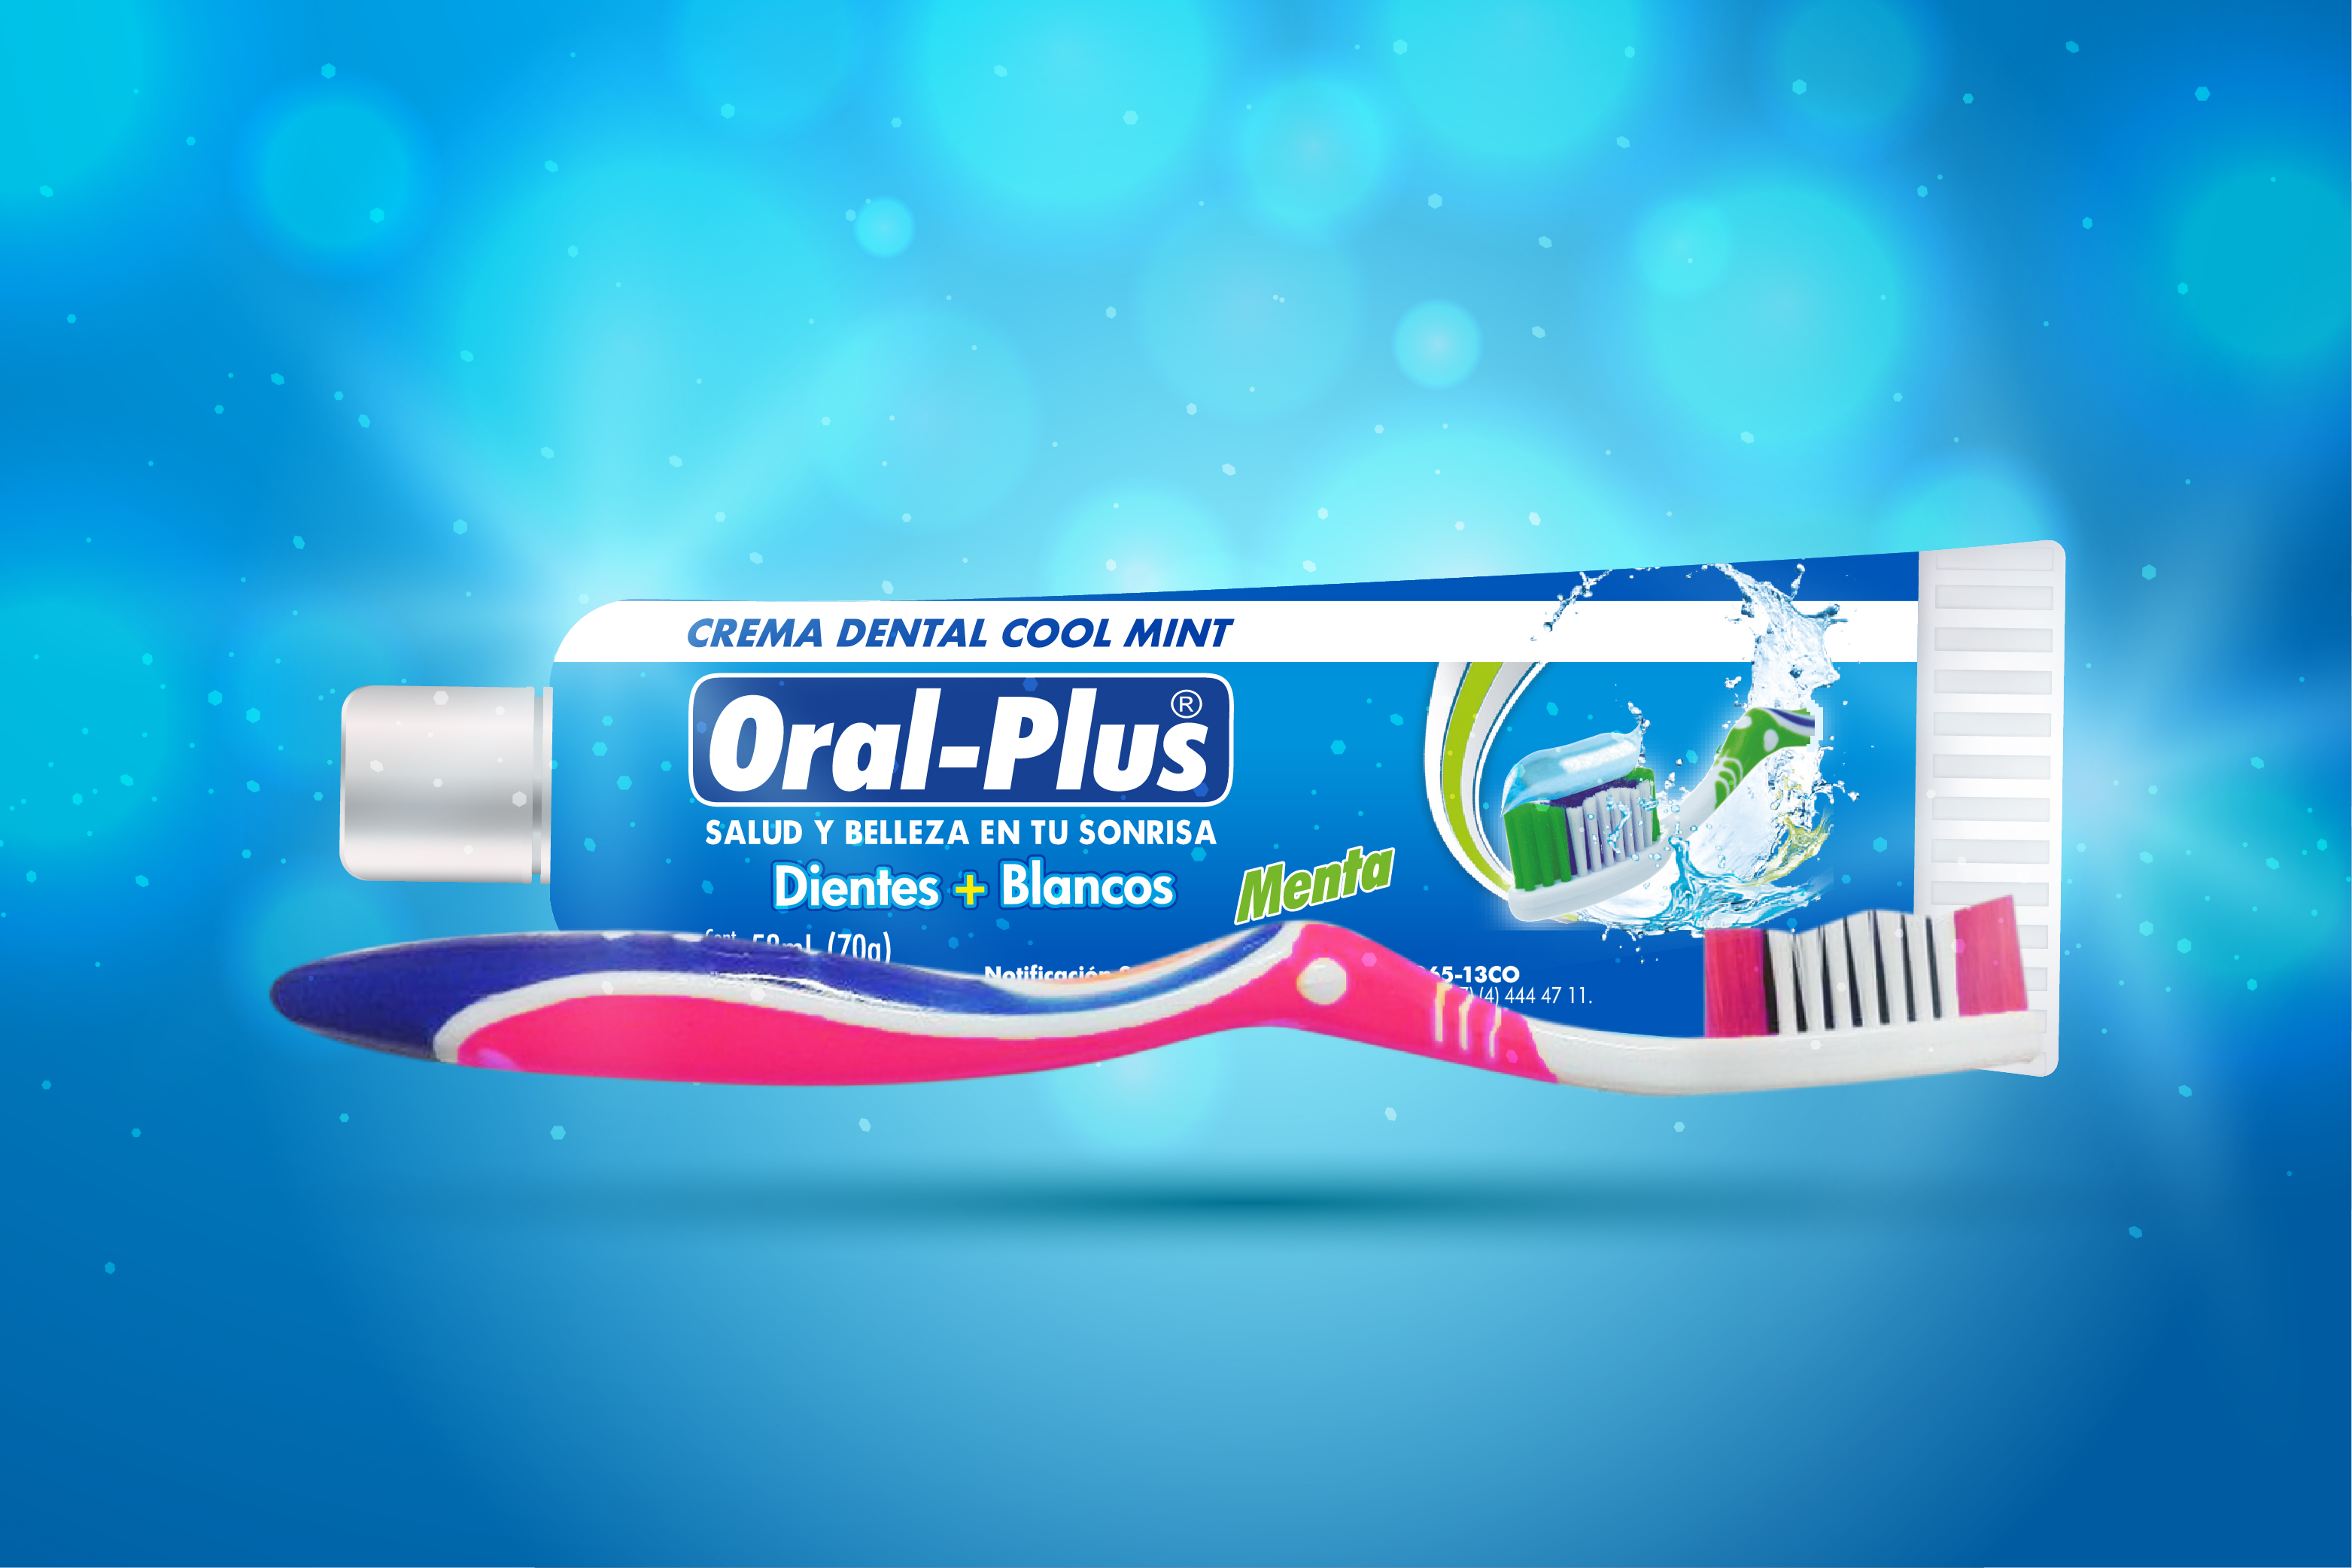 CREMA DENTAL COOL MINT
Oral-Plus®
SALUD Y BELLEZA EN TU SONRISA
Dientes + Blancos
Menta
(70g)
Notificación 65-13CO
(4) 444 47 11.